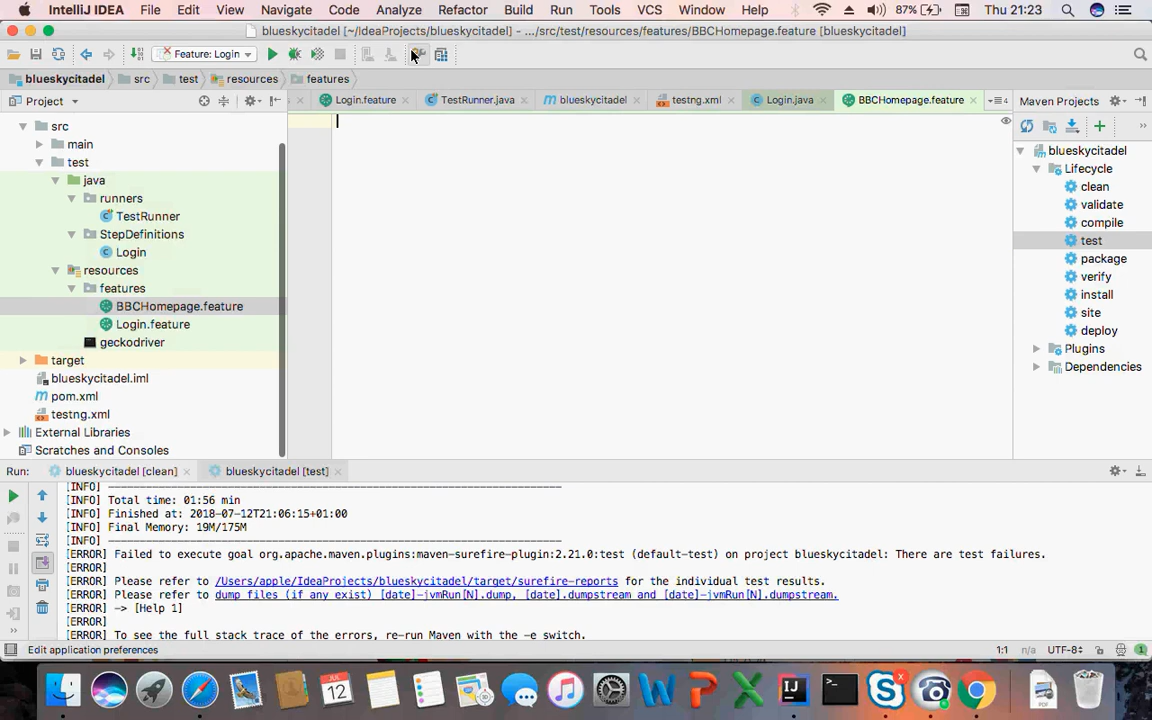 IntelliJ IDEA File Edit View Navigate Code Analyze Refactor Build Run Tools VCS Window Help 87% Thu 21:23
blueskycitadel [~/IdeaProjects/blueskycitadel] - .../src/test/resources/features/BBCHomepage.feature [blueskycitadel]
Feature: Login
blueskycitadel src test resources features
Project
Login.feature TestRunner.java blueskycitadel testng.xml Login.java BBCHomepage.feature
Maven Projects
src
main
test
java
runners
TestRunner
StepDefinitions
Login
resources
features
BBCHomepage.feature
Login.feature
geckodriver
target
blueskycitadel.iml
pom.xml
testng.xml
External Libraries
Scratches and Consoles
blueskycitadel
Lifecycle
clean
validate
compile
test
package
verify
install
site
deploy
Plugins
Dependencies
Run: blueskycitadel [clean] blueskycitadel [test]
[INFO] ------------------------------------------------------------------------
[INFO] Total time: 01:56 min
[INFO] Finished at: 2018-07-12T21:06:15+01:00
[INFO] Final Memory: 19M/175M
[INFO] ------------------------------------------------------------------------
[ERROR] Failed to execute goal org.apache.maven.plugins:maven-surefire-plugin:2.21.0:test (default-test) on project blueskycitadel: There are test failures.
[ERROR]
[ERROR] Please refer to /Users/apple/IdeaProjects/blueskycitadel/target/surefire-reports for the individual test results.
[ERROR] Please refer to dump files (if any exist) [date]-jvmRun[N].dump, [date].dumpstream and [date]-jvmRun[N].dumpstream.
[ERROR] -> [Help 1]
[ERROR]
[ERROR] To see the full stack trace of the errors, re-run Maven with the -e switch.
Edit application preferences 1:1 n/a UTF-8 1
JUL
12